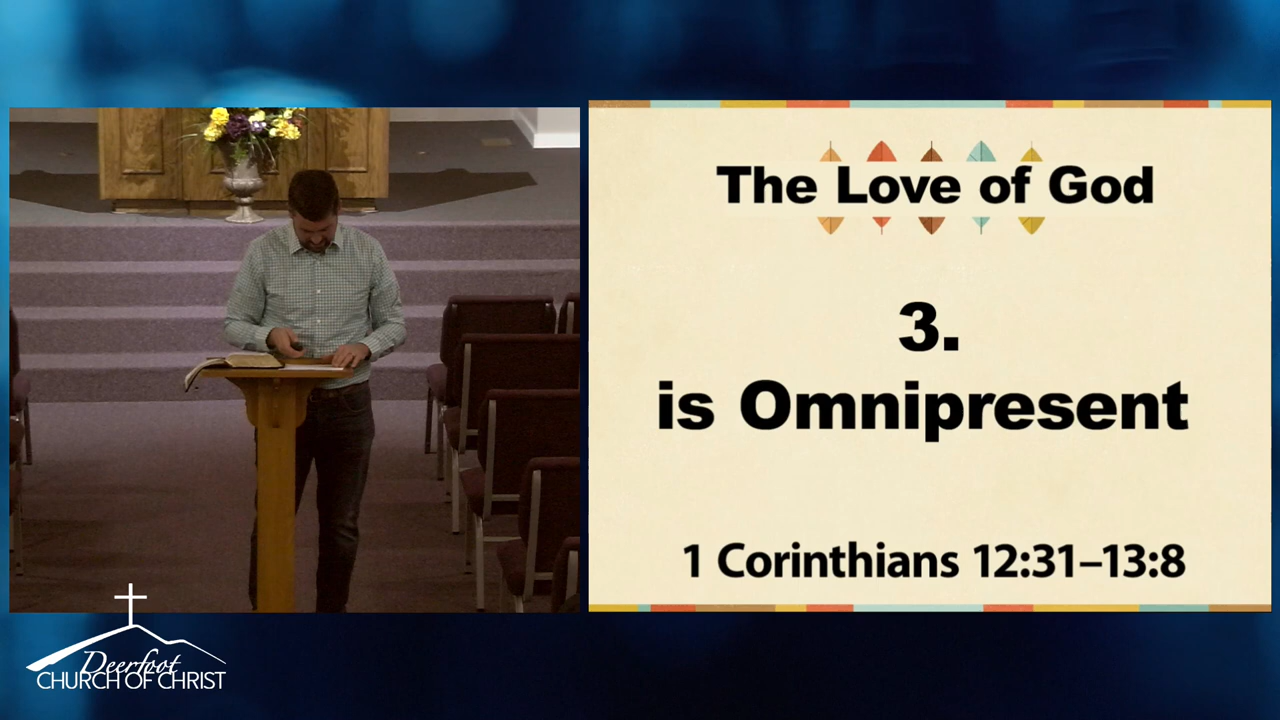 The Love of God
3.
is Omnipresent
1 Corinthians 12:31–13:8
Deerfoot
CHURCH OF CHRIST